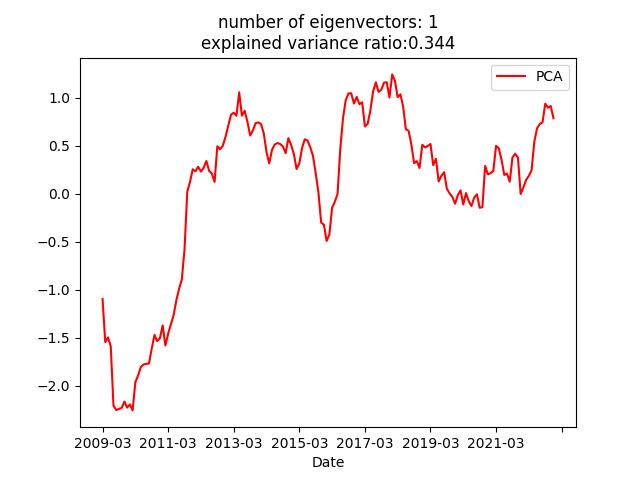 number of eigenvectors: 1
explained variance ratio:0.344
PCA
1.0
0.5
0.0
−0.5
−1.0
−1.5
−2.0
2009-03 2011-03 2013-03 2015-03 2017-03 2019-03 2021-03
Date